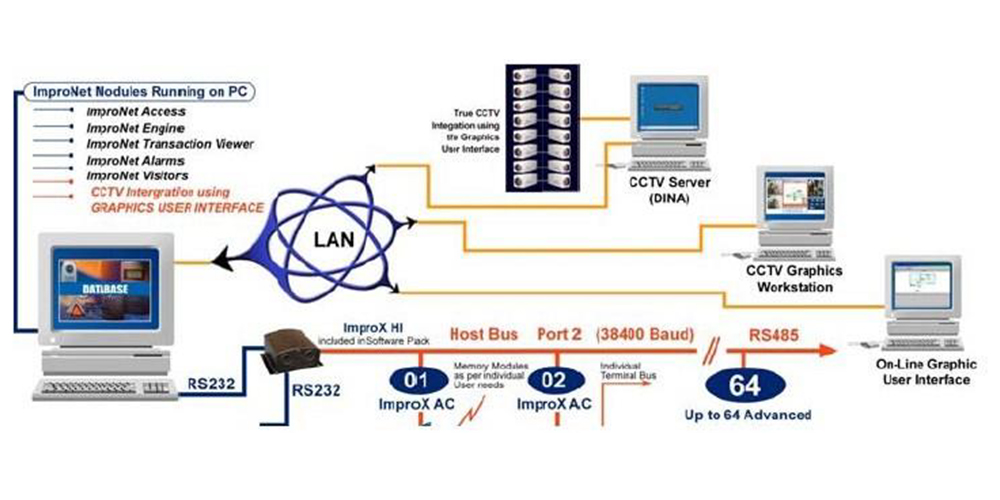 ImproNet Nodules Running on PC
ImproNet Access
ImproNet Engine
ImproNet Transaction Viewer
ImproNet Alarms
ImproNet Visitors
CCTV Intergration using
GRAPHICS USER INTERFACE
True CCTV
Integation using
the Graphics
User Interface
CCTV Server
(DINA)
LAN
CCTV Graphics
Workstation
DATABASE
ImproX HI
included in Software Pack
Host Bus Port 2 (38400 Baud)
RS485
On-Line Graphic
User Interface
RS232
RS232
01
ImproX AC
Memory Modules
as per individual
User needs
02
ImproX AC
Individual
Terminal Bus
64
Up to 64 Advanced